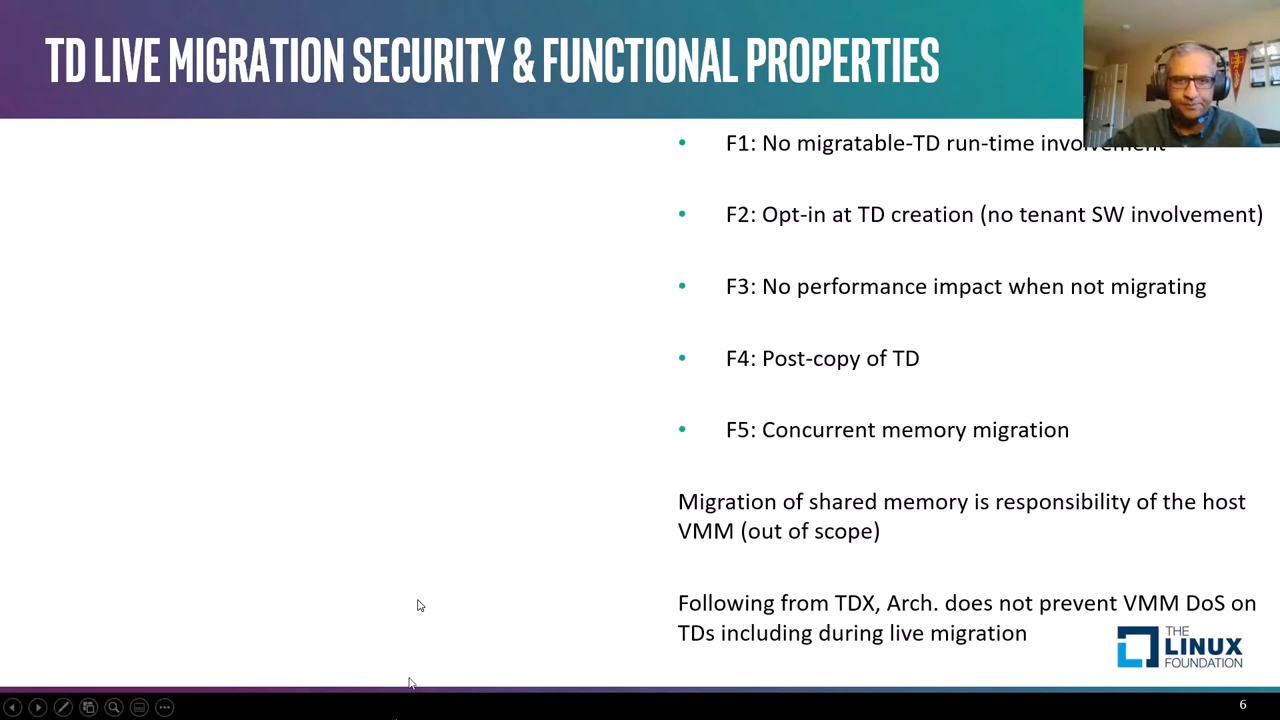 TD LIVE MIGRATION SECURITY & FUNCTIONAL PROPERTIES
• F1: No migratable-TD run-time involvement
• F2: Opt-in at TD creation (no tenant SW involvement)
• F3: No performance impact when not migrating
• F4: Post-copy of TD
• F5: Concurrent memory migration
Migration of shared memory is responsibility of the host
VMM (out of scope)
Following from TDX, Arch. does not prevent VMM DoS on
TDs including during live migration
THE
LINUX
FOUNDATION
6